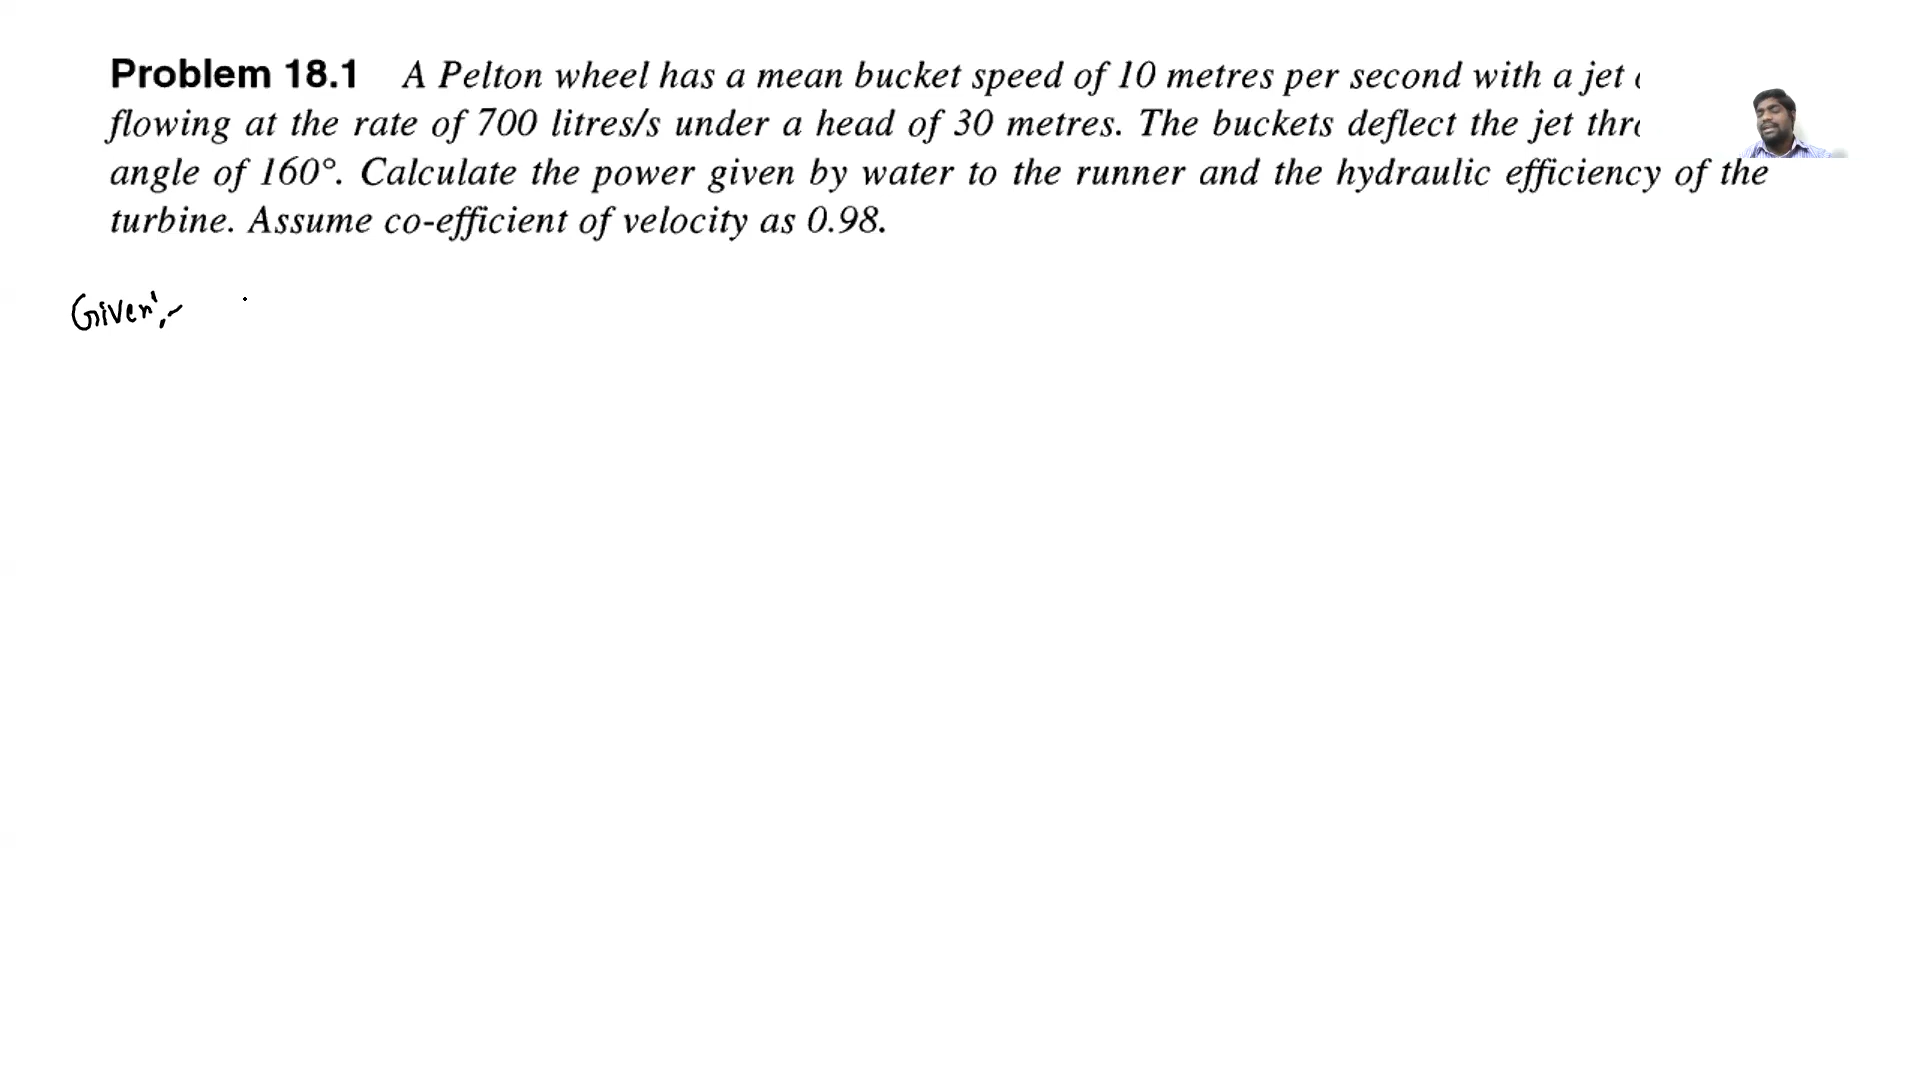 Problem 18.1 A Pelton wheel has a mean bucket speed of 10 metres per second with a jet
flowing at the rate of 700 litres/s under a head of 30 metres. The buckets deflect the jet
angle of 160°. Calculate the power given by water to the runner and the hydraulic efficiency of the
turbine. Assume co-efficient of velocity as 0.98.
Given:-